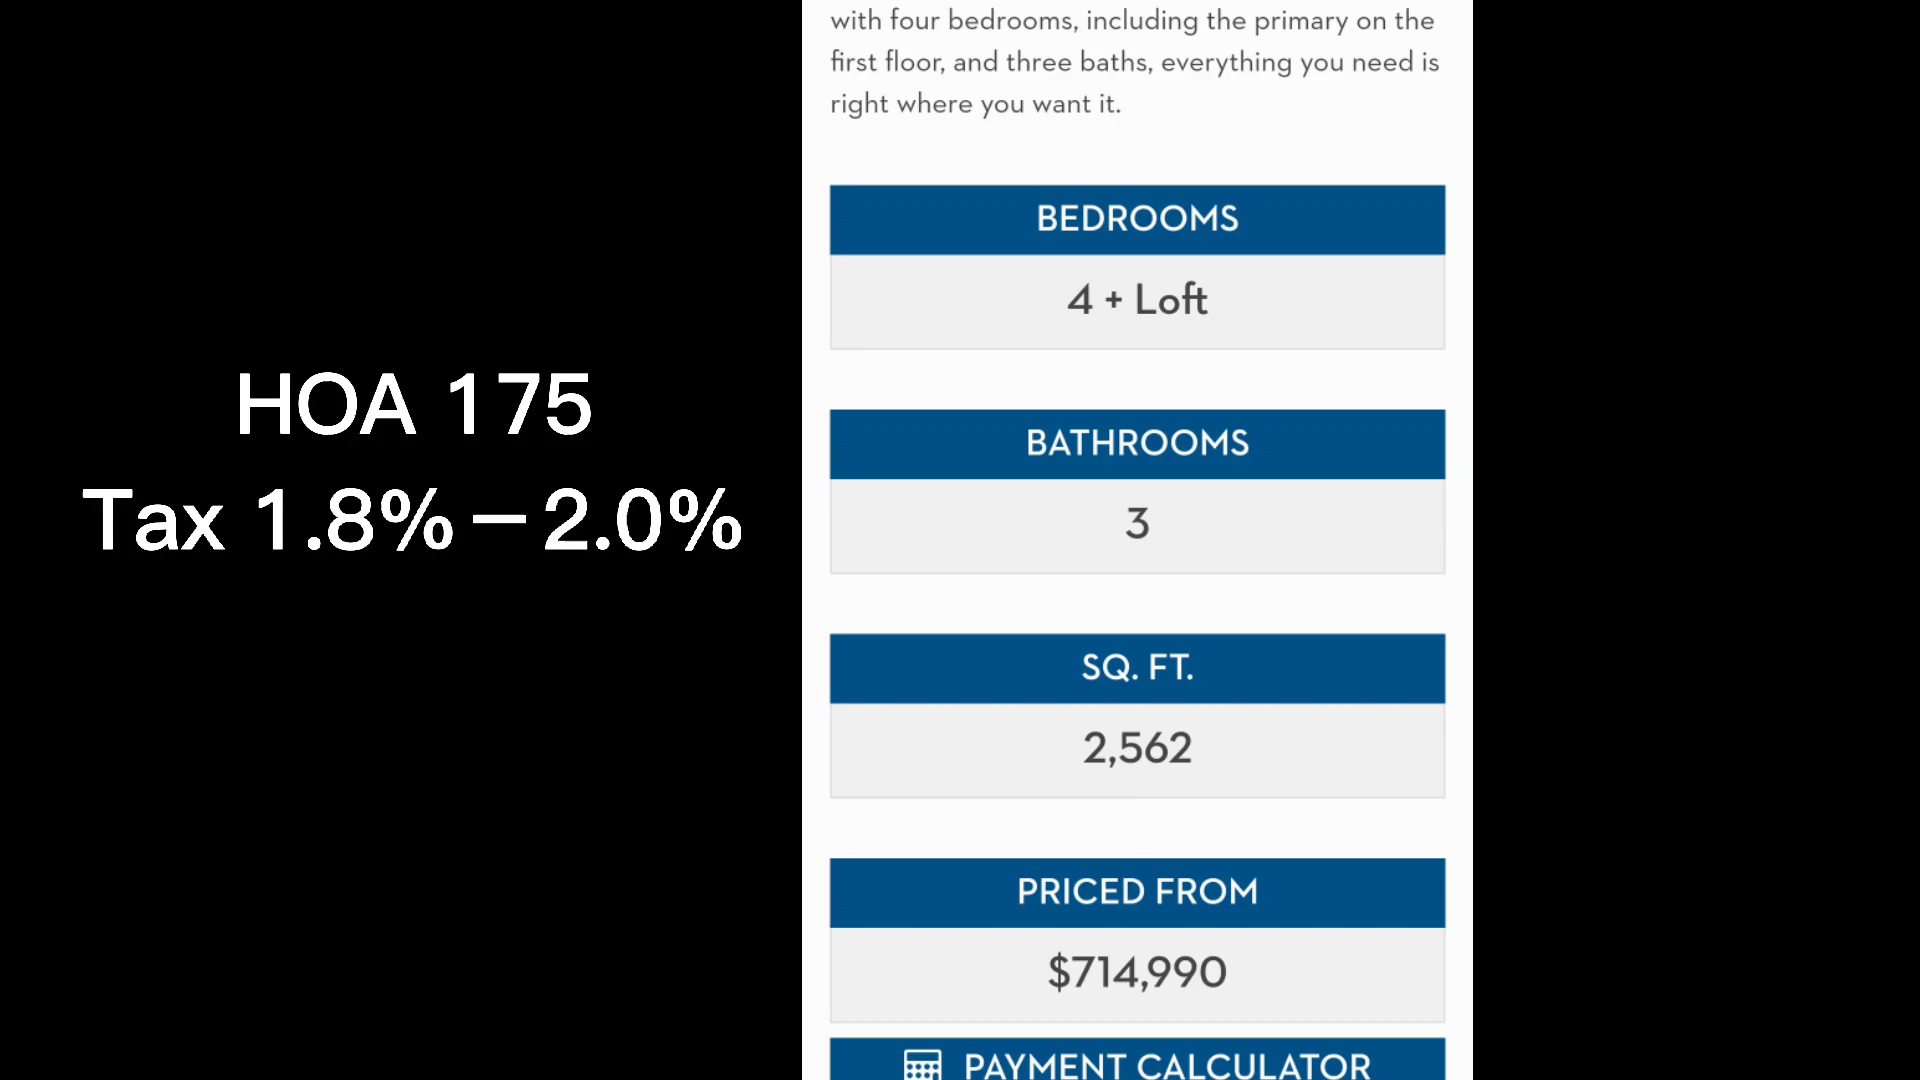 HOA 175
Tax 1.8%–2.0%
with four bedrooms, including the primary on the
first floor, and three baths, everything you need is
right where you want it.
BEDROOMS
4 + Loft
BATHROOMS
3
SQ. FT.
2,562
PRICED FROM
$714,990
PAYMENT CALCULATOR